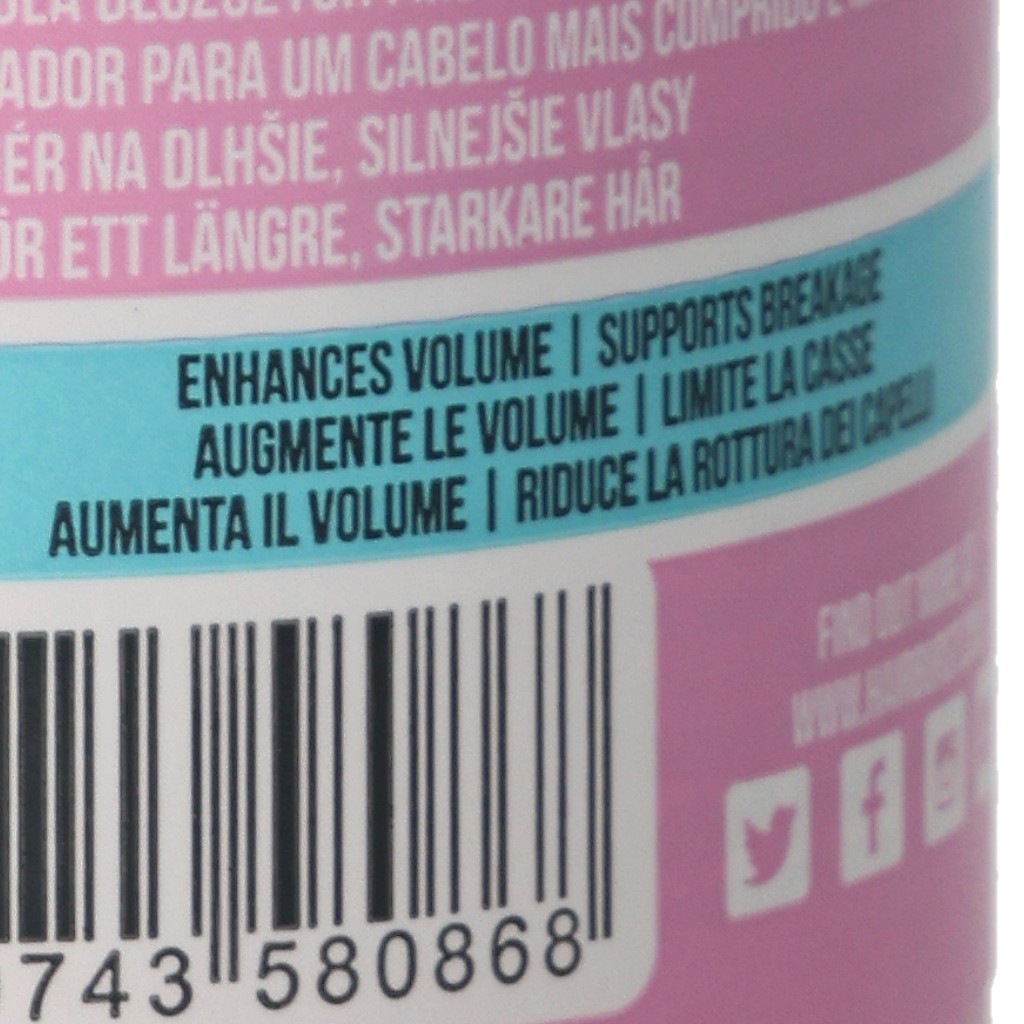 ADOR PARA UM CABELO MAIS COMPRIDO E
ÉR NA DLHŠIE, SILNEJŠIE VLASY
ÖR ETT LÄNGRE, STARKARE HÅR
ENHANCES VOLUME | SUPPORTS BREAKAGE
AUGMENTE LE VOLUME | LIMITE LA CASSE
AUMENTA IL VOLUME | RIDUCE LA ROTTURA DEI CAPELLI
FIND OUT MORE
743 580868